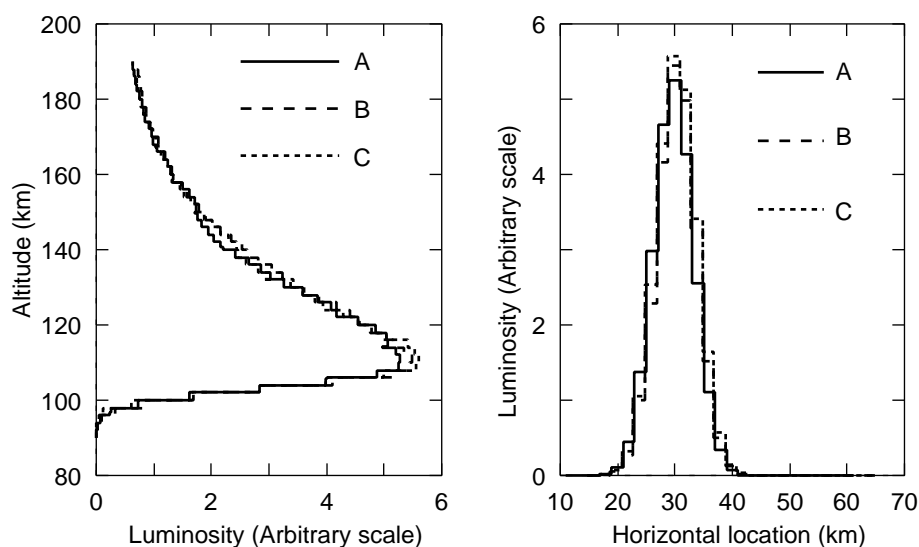 200
180
160
140
120
100
80
Altitude (km)
A
B
C
0
2
4
6
Luminosity (Arbitrary scale)
6
4
2
0
Luminosity (Arbitrary scale)
A
B
C
10
20
30
40
50
60
70
Horizontal location (km)